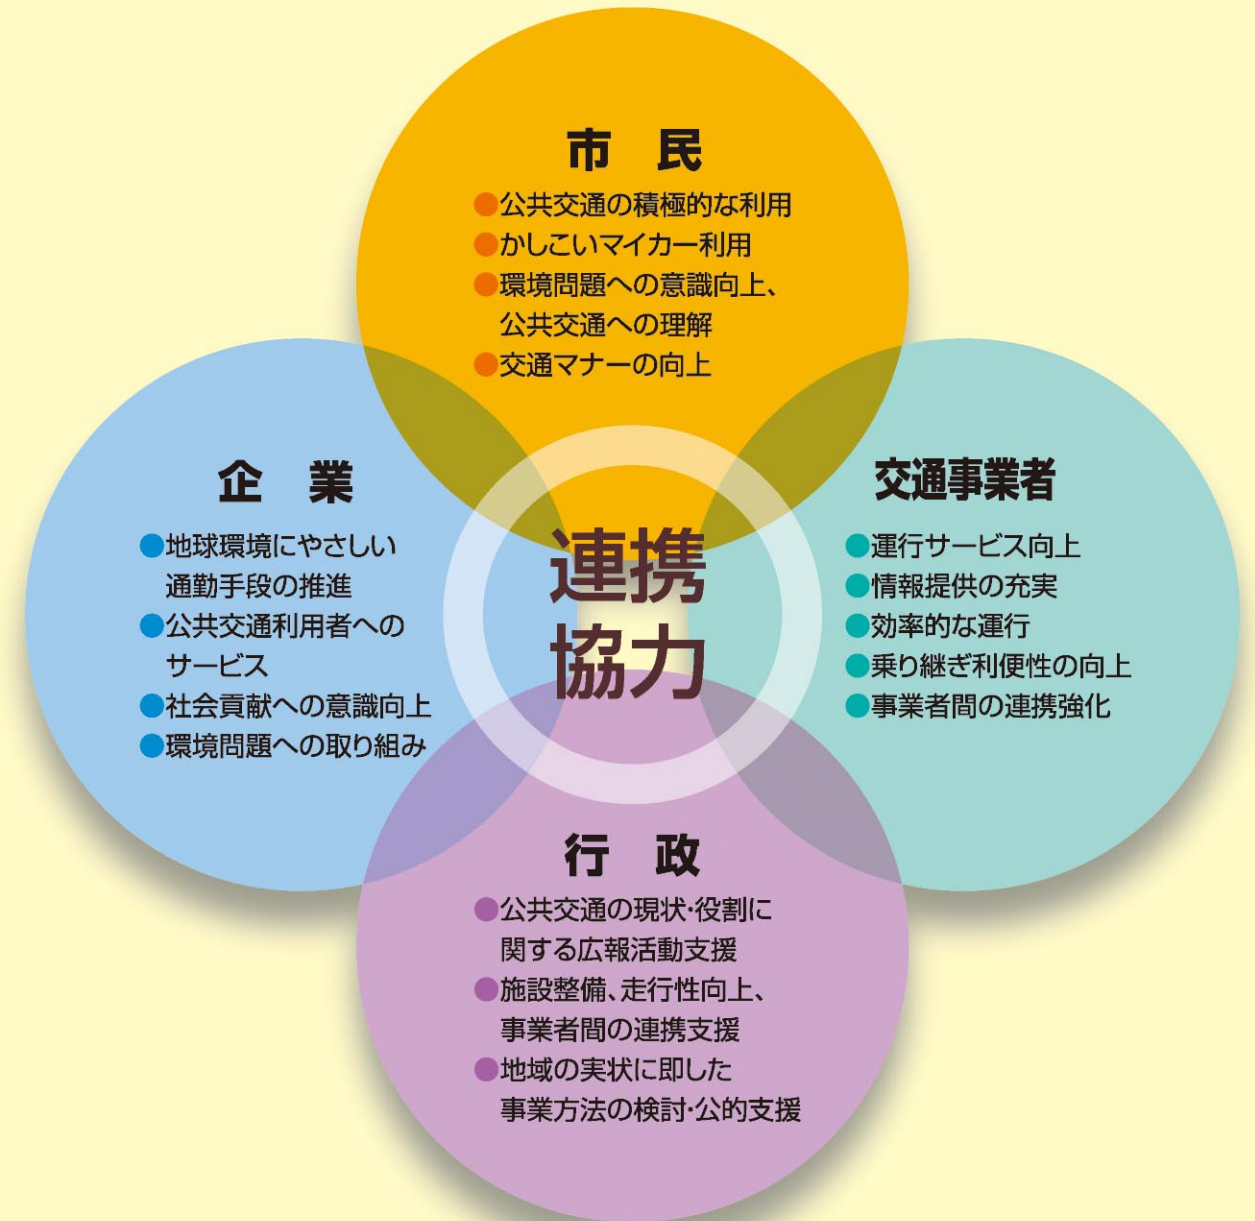 市　民
●公共交通の積極的な利用
●かしこいマイカー利用
●環境問題への意識向上、
公共交通への理解
●交通マナーの向上
企　業
●地球環境にやさしい
通勤手段の推進
●公共交通利用者への
サービス
●社会貢献への意識向上
●環境問題への取り組み
連携
協力
交通事業者
●運行サービス向上
●情報提供の充実
●効率的な運行
●乗り継ぎ利便性の向上
●事業者間の連携強化
行　政
●公共交通の現状・役割に
関する広報活動支援
●施設整備、走行性向上、
事業者間の連携支援
●地域の実状に即した
事業方法の検討・公的支援